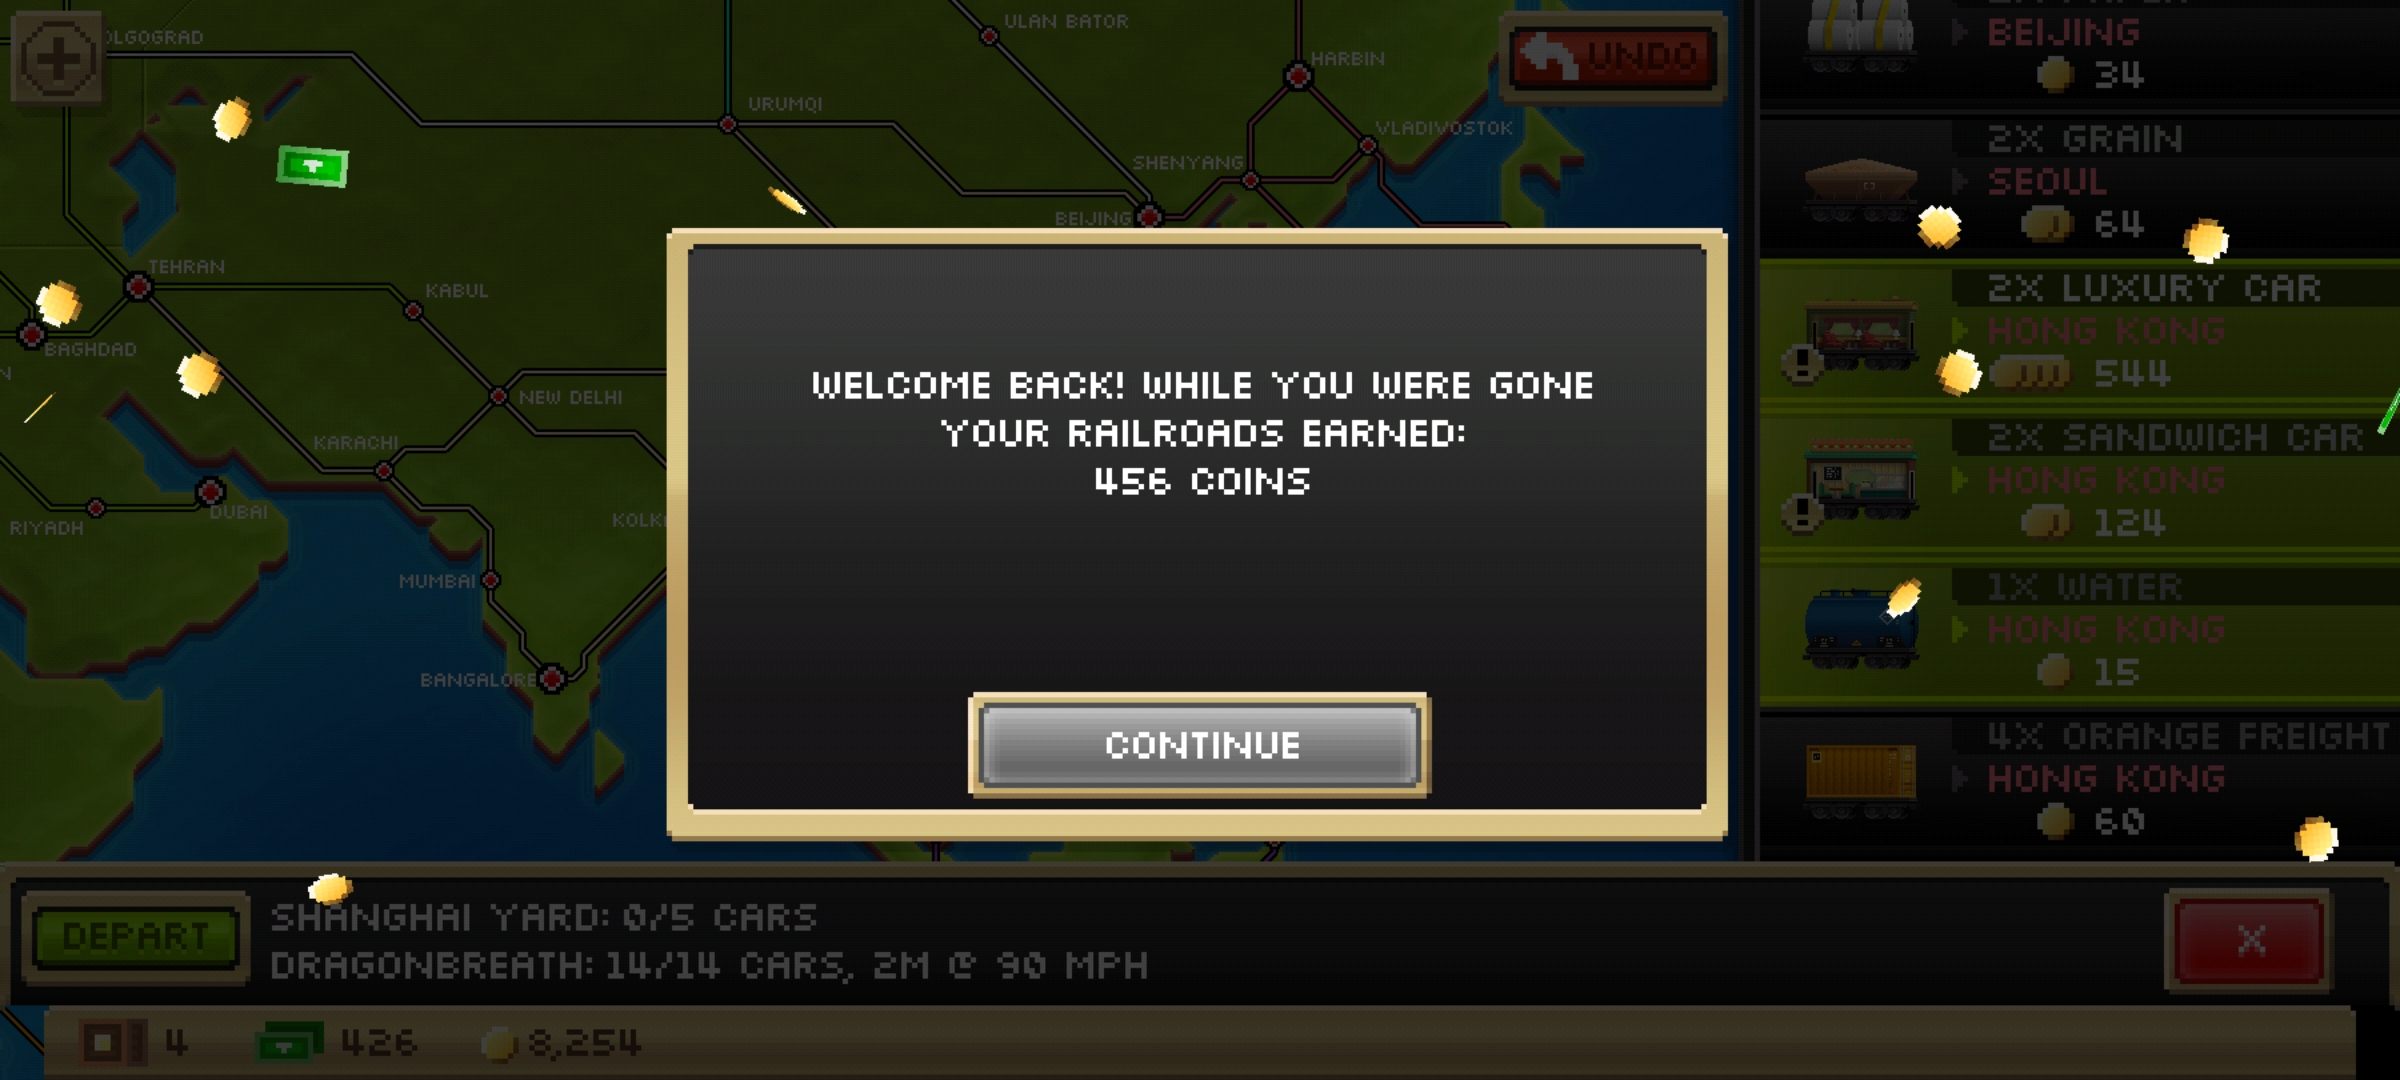 OLGOGRAD
ULAN BATOR
HARBIN
URUMQI
VLADIVOSTOK
SHENYANG
BEIJING
TEHRAN
KABUL
BAGHDAD
NEW DELHI
KARACHI
DUBAI
RIYADH
KOLK
MUMBAI
BANGALORE
UNDO
BEIJING
34
2X GRAIN
SEOUL
64
2X LUXURY CAR
HONG KONG
544
2X SANDWICH CAR
HONG KONG
124
1X WATER
HONG KONG
15
4X ORANGE FREIGHT
HONG KONG
60
WELCOME BACK! WHILE YOU WERE GONE
YOUR RAILROADS EARNED:
456 COINS
CONTINUE
DEPART
SHANGHAI YARD: 0/5 CARS
DRAGONBREATH: 14/14 CARS, 2M @ 90 MPH
X
4
426
8,254